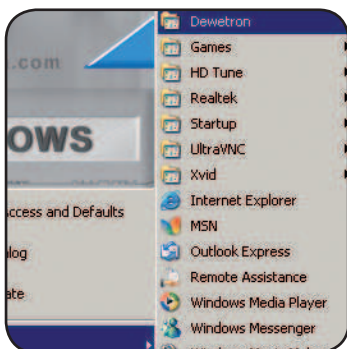 .com
OWS
Access and Defaults
alog
ate
Dewetron
Games
HD Tune
Realtek
Startup
UltraVNC
Xvid
Internet Explorer
MSN
Outlook Express
Remote Assistance
Windows Media Player
Windows Messenger